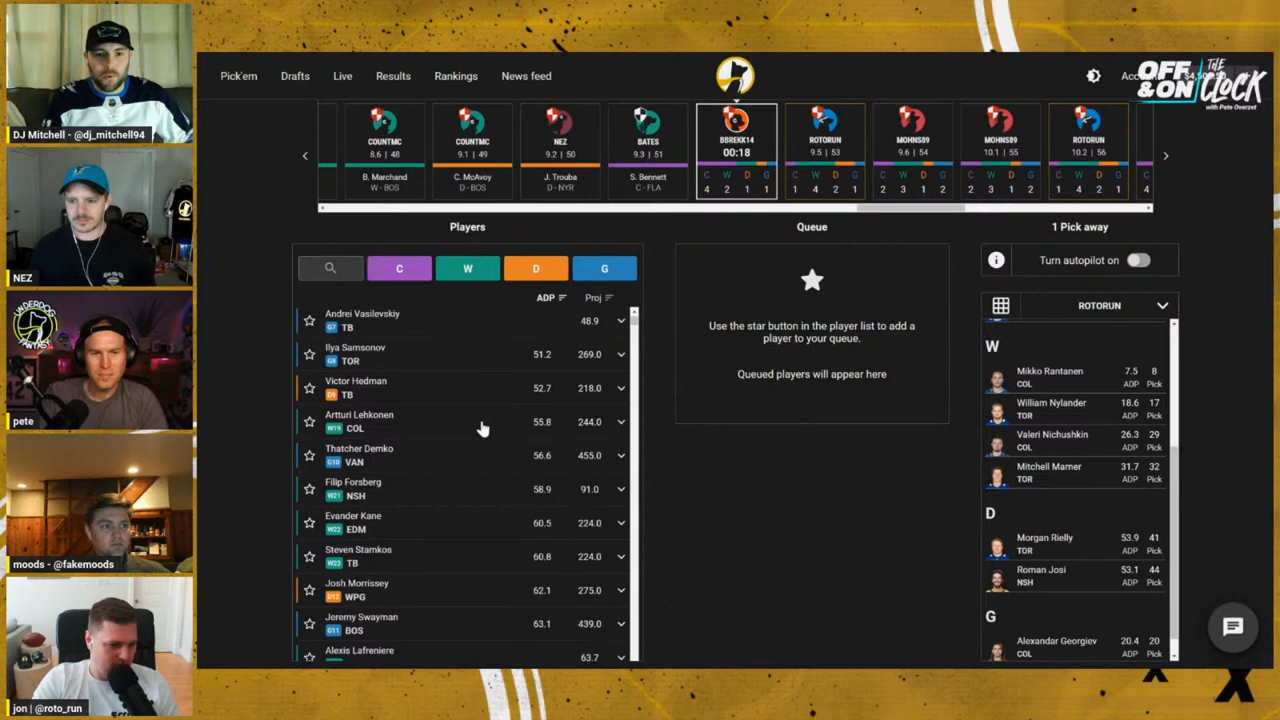 DJ Mitchell - @dj_mitchell94
NEZ
UNDERDOG
FANTASY
pete
moods - @fakemoods
jon | @roto_run
OFF & ON THE CLOCK
with Pete Overzet
Pick'em Drafts Live Results Rankings News feed
COUNTMC
8.6 | 48
B. Marchand
W - BOS
COUNTMC
9.1 | 49
C. McAvoy
D - BOS
NEZ
9.2 | 50
J. Trouba
D - NYR
BATES
9.3 | 51
S. Bennett
C - FLA
BBREKK14
00:18
C W D G
4 2 1 1
ROTORUN
9.5 | 53
C W D G
1 4 2 1
MOHNS89
9.6 | 54
C W D G
2 3 1 2
MOHNS89
10.1 | 55
C W D G
2 3 1 2
ROTORUN
10.2 | 56
C W D G
1 4 2 1
C
4
Players
C W D G
ADP Proj
Andrei Vasilevskiy
G7 TB 48.9
Ilya Samsonov
G8 TOR 51.2 269.0
Victor Hedman
D9 TB 52.7 218.0
Artturi Lehkonen
W19 COL 55.8 244.0
Thatcher Demko
G10 VAN 56.6 455.0
Filip Forsberg
W21 NSH 58.9 91.0
Evander Kane
W22 EDM 60.5 224.0
Steven Stamkos
W23 TB 60.8 224.0
Josh Morrissey
D12 WPG 62.1 275.0
Jeremy Swayman
G11 BOS 63.1 439.0
Alexis Lafreniere
63.7
Queue
Use the star button in the player list to add a
player to your queue.
Queued players will appear here
1 Pick away
Turn autopilot on
ROTORUN
W
Mikko Rantanen 7.5 8
COL ADP Pick
William Nylander 18.6 17
TOR ADP Pick
Valeri Nichushkin 26.3 29
COL ADP Pick
Mitchell Marner 31.7 32
TOR ADP Pick
D
Morgan Rielly 53.9 41
TOR ADP Pick
Roman Josi 53.1 44
NSH ADP Pick
G
Alexandar Georgiev 20.4 20
COL ADP Pick